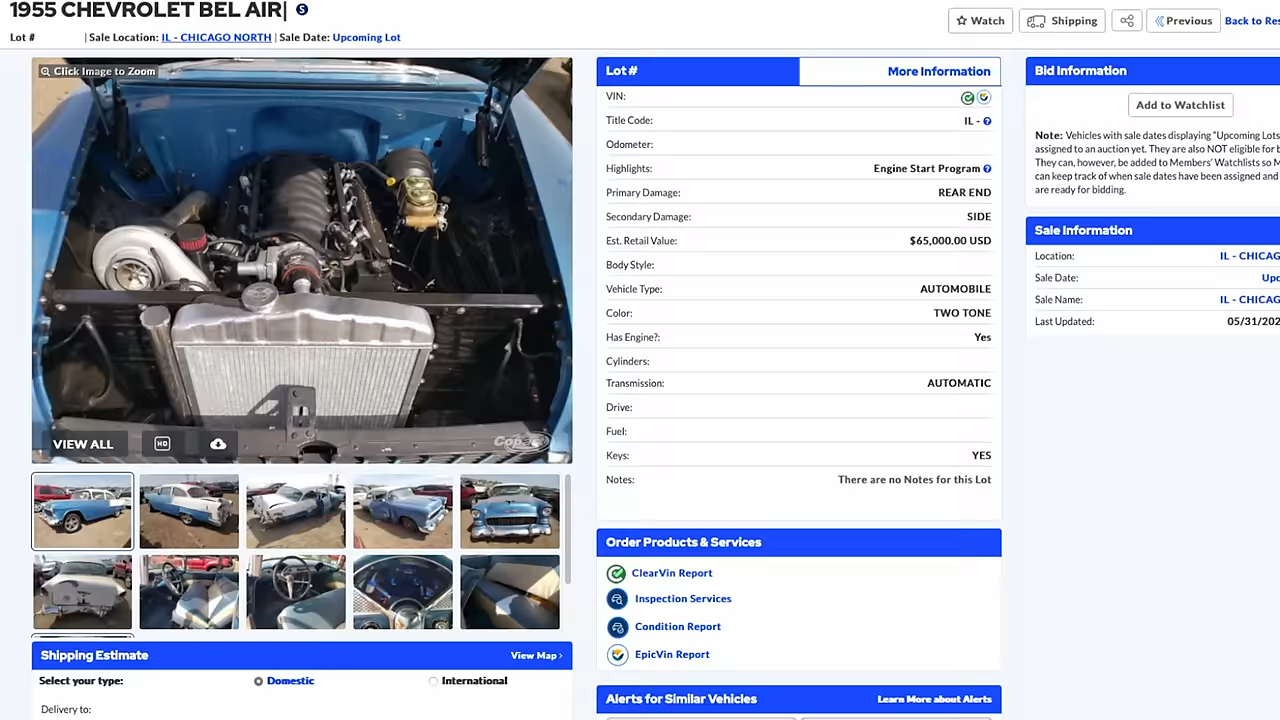 1955 CHEVROLET BEL AIR|
Lot # | Sale Location: IL - CHICAGO NORTH | Sale Date: Upcoming Lot
Watch
Shipping
Previous
Back to Res
Click Image to Zoom
VIEW ALL
HD
Copart
Shipping Estimate
View Map
Select your type:
Domestic
International
Delivery to:
Lot #
More Information
VIN:
Title Code: IL -
Odometer:
Highlights: Engine Start Program
Primary Damage: REAR END
Secondary Damage: SIDE
Est. Retail Value: $65,000.00 USD
Body Style:
Vehicle Type: AUTOMOBILE
Color: TWO TONE
Has Engine?: Yes
Cylinders:
Transmission: AUTOMATIC
Drive:
Fuel:
Keys: YES
Notes: There are no Notes for this Lot
Order Products & Services
ClearVin Report
Inspection Services
Condition Report
EpicVin Report
Alerts for Similar Vehicles
Learn More about Alerts
Bid Information
Add to Watchlist
Note: Vehicles with sale dates displaying "Upcoming Lots
assigned to an auction yet. They are also NOT eligible for b
They can, however, be added to Members' Watchlists so M
can keep track of when sale dates have been assigned and
are ready for bidding.
Sale Information
Location: IL - CHICAG
Sale Date: Upc
Sale Name: IL - CHICAG
Last Updated: 05/31/202